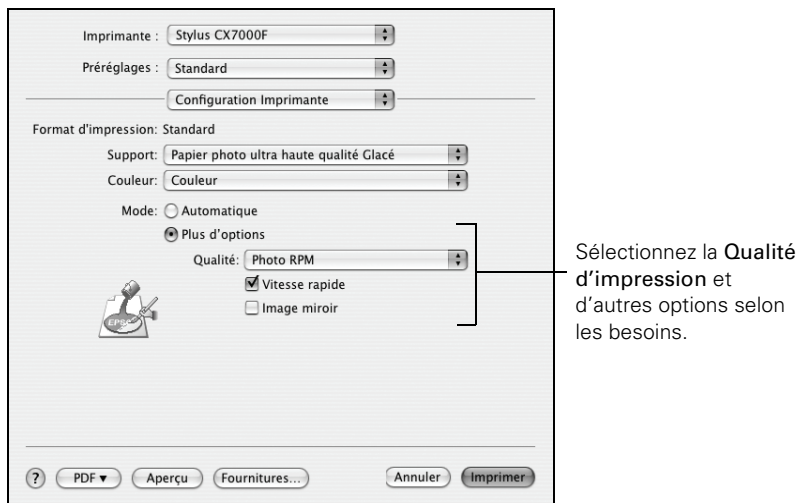 Imprimante : Stylus CX7000F
Préréglages : Standard
Configuration Imprimante
Format d'impression: Standard
Support: Papier photo ultra haute qualité Glacé
Couleur: Couleur
Mode: Automatique
Plus d'options
Qualité: Photo RPM
Vitesse rapide
Image miroir
EPSON
? PDF ▼ Aperçu Fournitures... Annuler Imprimer
Sélectionnez la Qualité
d'impression et
d'autres options selon
les besoins.